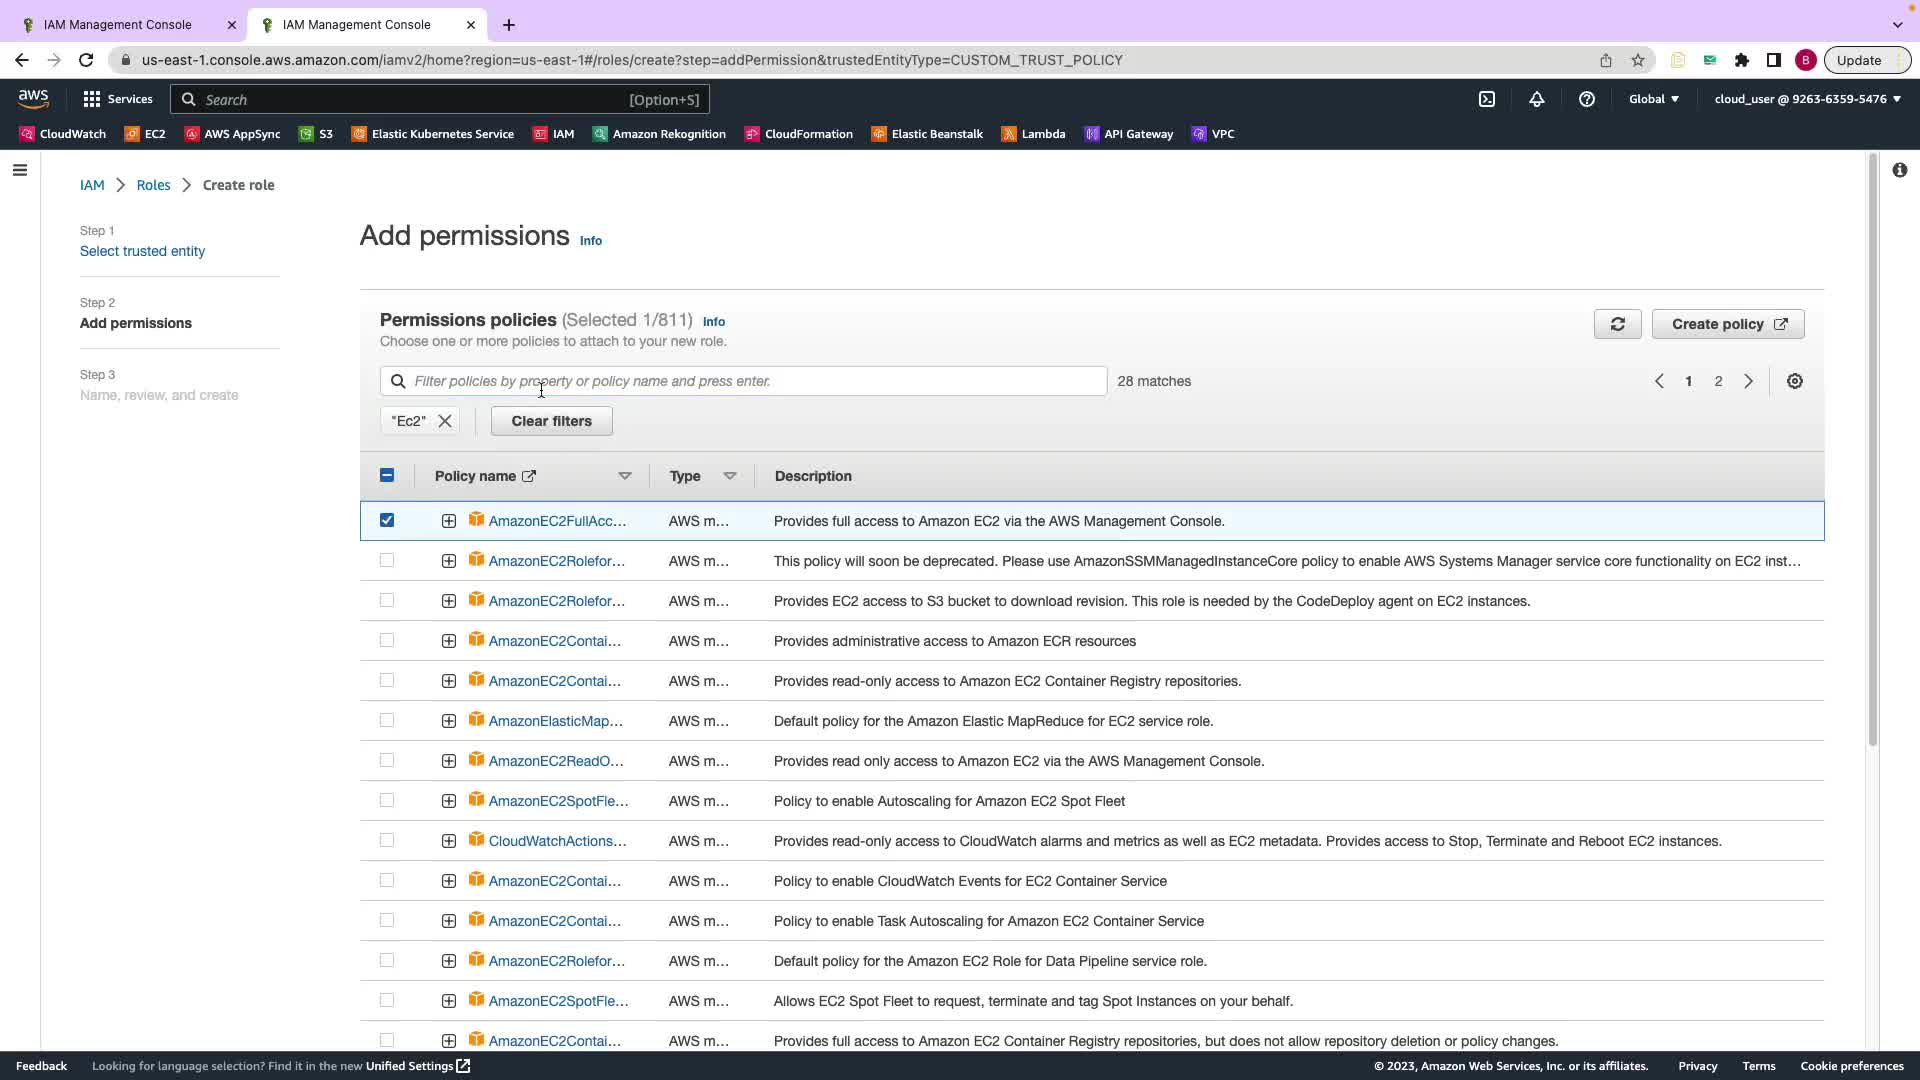 IAM Management Console
IAM Management Console
us-east-1.console.aws.amazon.com/iamv2/home?region=us-east-1#/roles/create?step=addPermission&trustedEntityType=CUSTOM_TRUST_POLICY
B
Update
aws
Services
Search
[Option+S]
Global
cloud_user @ 9263-6359-5476
CloudWatch
EC2
AWS AppSync
S3
Elastic Kubernetes Service
IAM
Amazon Rekognition
CloudFormation
Elastic Beanstalk
Lambda
API Gateway
VPC
IAM > Roles > Create role
Step 1
Select trusted entity
Step 2
Add permissions
Step 3
Name, review, and create
Add permissions Info
Permissions policies (Selected 1/811) Info
Choose one or more policies to attach to your new role.
Create policy
Filter policies by property or policy name and press enter.
28 matches
1 2
"Ec2"
Clear filters
Policy name Type Description
AmazonEC2FullAcc... AWS m... Provides full access to Amazon EC2 via the AWS Management Console.
AmazonEC2Rolefor... AWS m... This policy will soon be deprecated. Please use AmazonSSMManagedInstanceCore policy to enable AWS Systems Manager service core functionality on EC2 inst...
AmazonEC2Rolefor... AWS m... Provides EC2 access to S3 bucket to download revision. This role is needed by the CodeDeploy agent on EC2 instances.
AmazonEC2Contai... AWS m... Provides administrative access to Amazon ECR resources
AmazonEC2Contai... AWS m... Provides read-only access to Amazon EC2 Container Registry repositories.
AmazonElasticMap... AWS m... Default policy for the Amazon Elastic MapReduce for EC2 service role.
AmazonEC2ReadO... AWS m... Provides read only access to Amazon EC2 via the AWS Management Console.
AmazonEC2SpotFle... AWS m... Policy to enable Autoscaling for Amazon EC2 Spot Fleet
CloudWatchActions... AWS m... Provides read-only access to CloudWatch alarms and metrics as well as EC2 metadata. Provides access to Stop, Terminate and Reboot EC2 instances.
AmazonEC2Contai... AWS m... Policy to enable CloudWatch Events for EC2 Container Service
AmazonEC2Contai... AWS m... Policy to enable Task Autoscaling for Amazon EC2 Container Service
AmazonEC2Rolefor... AWS m... Default policy for the Amazon EC2 Role for Data Pipeline service role.
AmazonEC2SpotFle... AWS m... Allows EC2 Spot Fleet to request, terminate and tag Spot Instances on your behalf.
AmazonEC2Contai... AWS m... Provides full access to Amazon EC2 Container Registry repositories, but does not allow repository deletion or policy changes.
Feedback
Looking for language selection? Find it in the new Unified Settings
© 2023, Amazon Web Services, Inc. or its affiliates.
Privacy
Terms
Cookie preferences